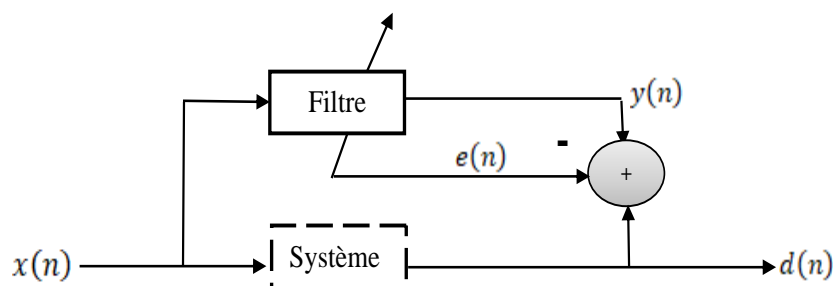 Filtre
y(n)
-
e(n)
+
x(n)
Système
d(n)